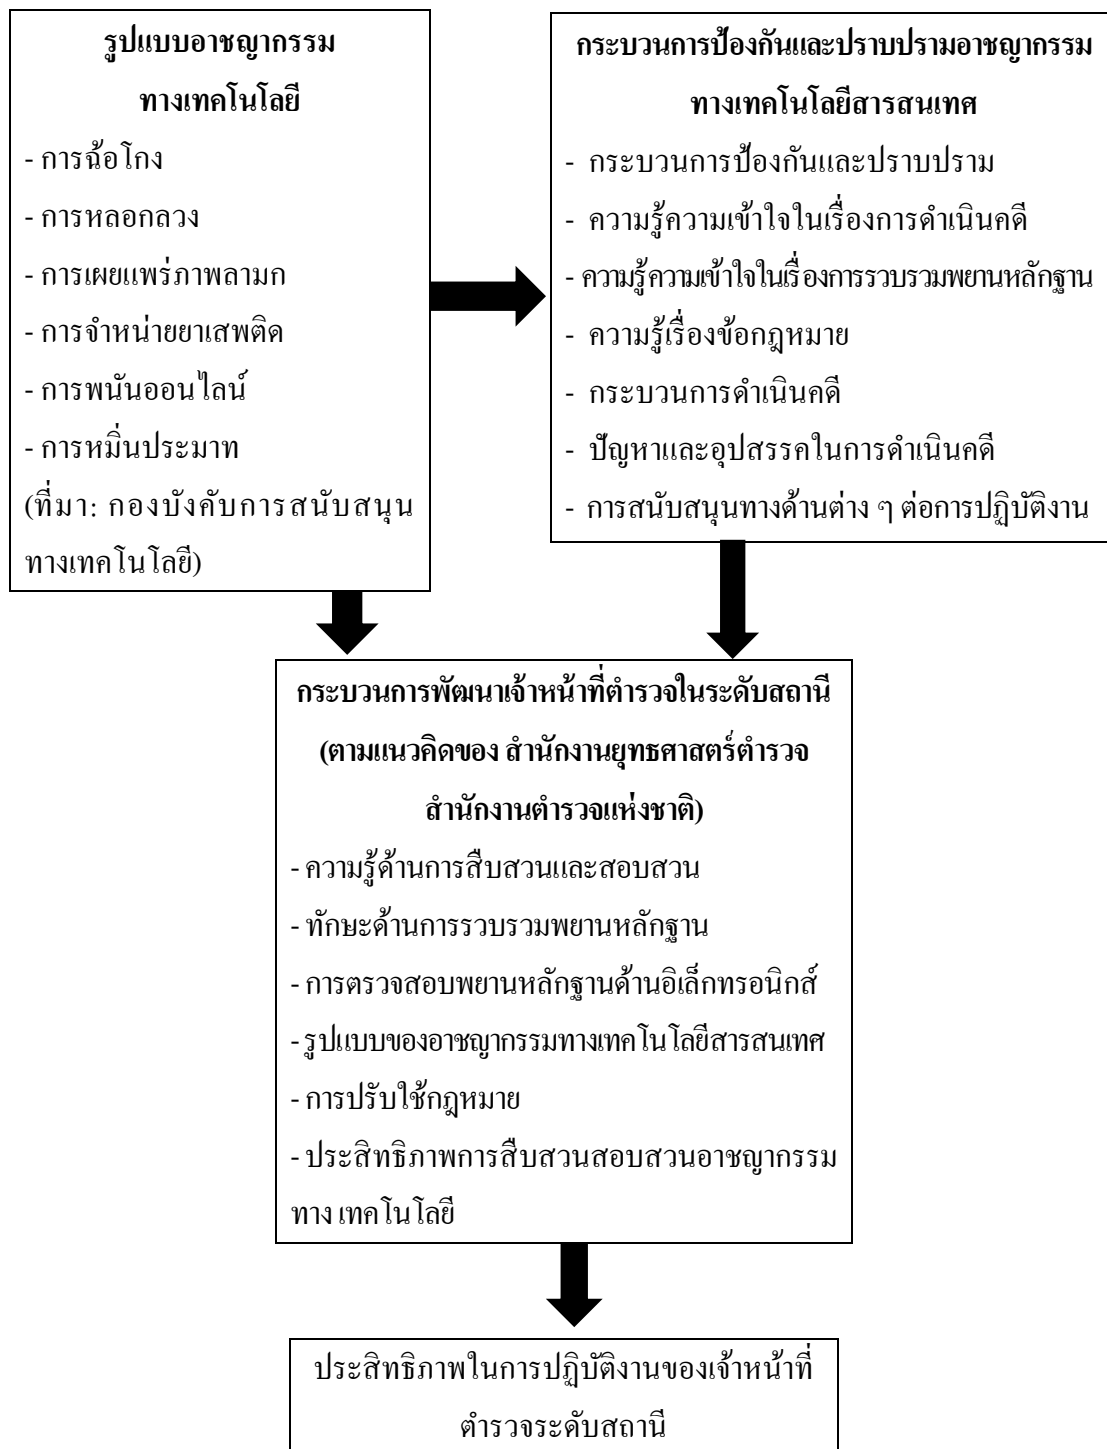 รูปแบบอาชญากรรม
ทางเทคโนโลยี
- การฉ้อโกง
- การหลอกลวง
- การเผยแพร่ภาพลามก
- การจำหน่ายยาเสพติด
- การพนันออนไลน์
- การหมิ่นประมาท
(ที่มา: กองบังคับการสนับสนุน
ทางเทคโนโลยี)
กระบวนการป้องกันและปราบปรามอาชญากรรม
ทางเทคโนโลยีสารสนเทศ
- กระบวนการป้องกันและปราบปราม
- ความรู้ความเข้าใจในเรื่องการดำเนินคดี
- ความรู้ความเข้าใจในเรื่องการรวบรวมพยานหลักฐาน
- ความรู้เรื่องข้อกฎหมาย
- กระบวนการดำเนินคดี
- ปัญหาและอุปสรรคในการดำเนินคดี
- การสนับสนุนทางด้านต่าง ๆ ต่อการปฏิบัติงาน
กระบวนการพัฒนาเจ้าหน้าที่ตำรวจในระดับสถานี
(ตามแนวคิดของ สำนักงานยุทธศาสตร์ตำรวจ
สำนักงานตำรวจแห่งชาติ)
- ความรู้ด้านการสืบสวนและสอบสวน
- ทักษะด้านการรวบรวมพยานหลักฐาน
- การตรวจสอบพยานหลักฐานด้านอิเล็กทรอนิกส์
- รูปแบบของอาชญากรรมทางเทคโนโลยีสารสนเทศ
- การปรับใช้กฎหมาย
- ประสิทธิภาพการสืบสวนสอบสวนอาชญากรรม
ทาง เทคโนโลยี
ประสิทธิภาพในการปฏิบัติงานของเจ้าหน้าที่
ตำรวจระดับสถานี